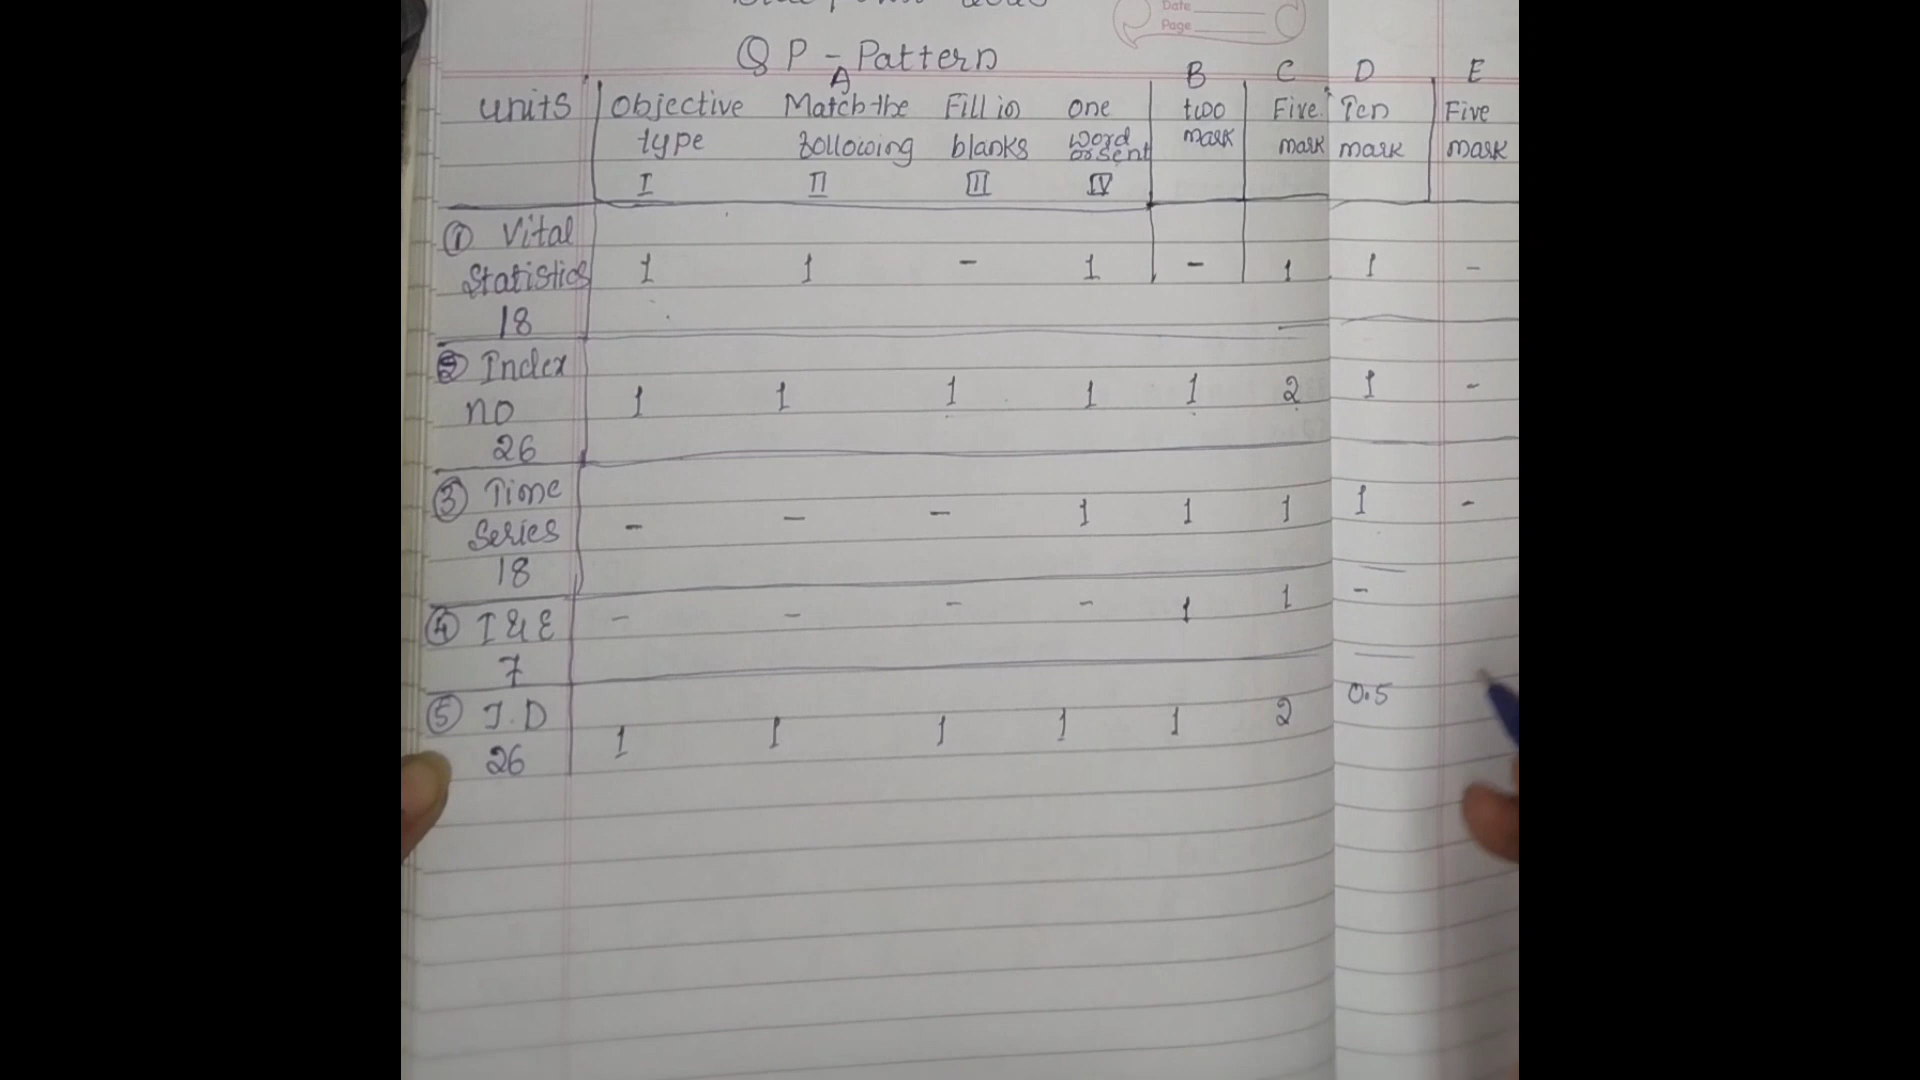 Date
Page
QP - Pattern
A B C D E
units Objective Match the Fill in one two Five Ten Five
type following blanks word mark mark mark mark
or sent
I II III IV
① Vital
Statistics 1 1 - 1 - 1 1 -
18
② Index
no 1 1 1 1 1 2 1 -
26
③ Time
Series - - - 1 1 1 1 -
18
④ I & E - - - - 1 1 -
7
⑤ T.D 1 1 1 1 1 2 0.5
26